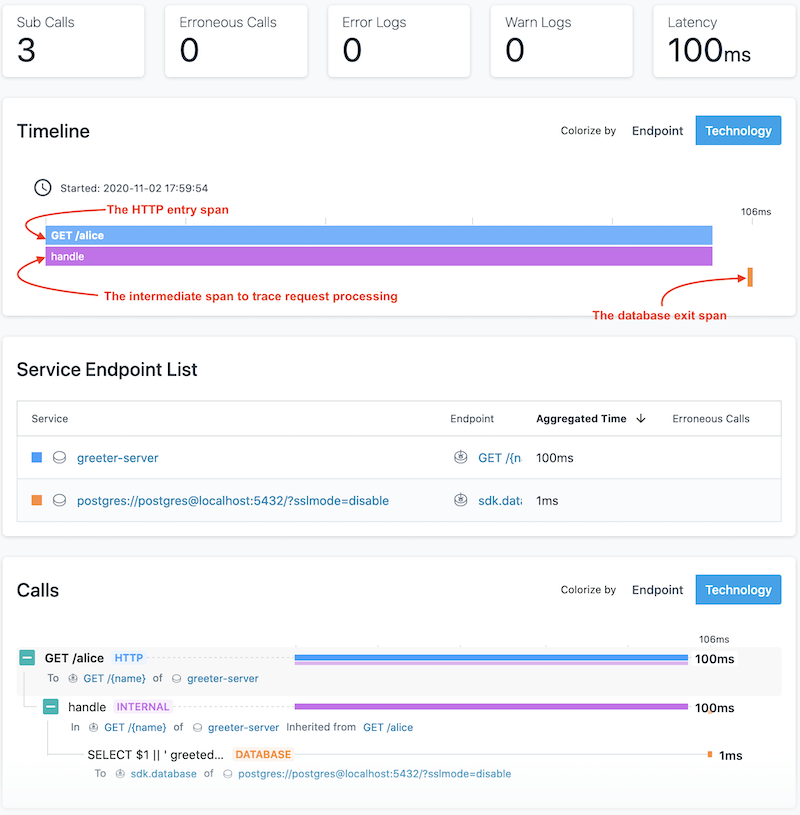 Sub Calls
3
Erroneous Calls
0
Error Logs
0
Warn Logs
0
Latency
100ms
Timeline
Colorize by Endpoint Technology
Started: 2020-11-02 17:59:54
The HTTP entry span
106ms
GET /alice
handle
The intermediate span to trace request processing
The database exit span
Service Endpoint List
Service Endpoint Aggregated Time Erroneous Calls
greeter-server GET /{n 100ms
postgres://postgres@localhost:5432/?sslmode=disable sdk.data 1ms
Calls
Colorize by Endpoint Technology
106ms
GET /alice HTTP 100ms
To GET /{name} of greeter-server
handle INTERNAL 100ms
In GET /{name} of greeter-server Inherited from GET /alice
SELECT $1 || ' greeted... DATABASE 1ms
To sdk.database of postgres://postgres@localhost:5432/?sslmode=disable